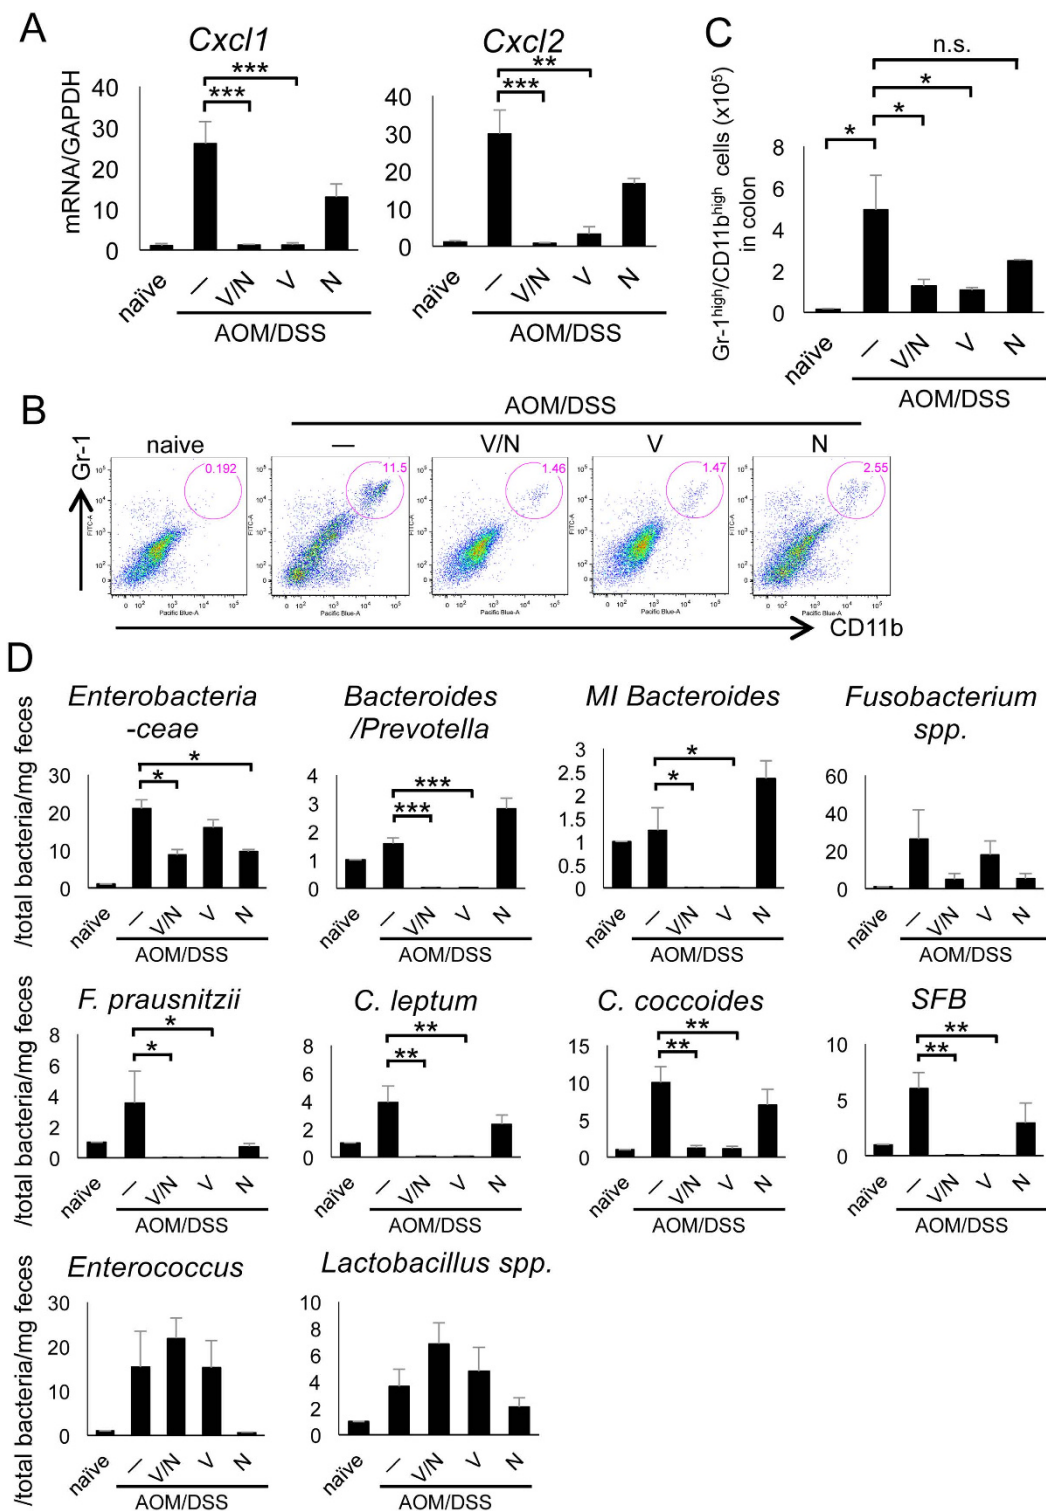 A
Cxcl1
Cxcl2
mRNA/GAPDH
40
30
20
10
0
***
***
naïve
—
V/N
V
N
AOM/DSS
40
30
20
10
0
**
***
naïve
—
V/N
V
N
AOM/DSS
C
Gr-1high/CD11bhigh cells (x10⁵)
in colon
8
6
4
2
0
n.s.
*
*
*
naïve
—
V/N
V
N
AOM/DSS
B
AOM/DSS
naive
—
V/N
V
N
Gr-1
0.192
11.5
1.46
1.47
2.55
FITC-A
Pacific Blue-A
CD11b
D
Enterobacteria
-ceae
/total bacteria/mg feces
30
20
10
0
*
*
naïve
—
V/N
V
N
AOM/DSS
Bacteroides
/Prevotella
4
3
2
1
0
***
***
naïve
—
V/N
V
N
AOM/DSS
MI Bacteroides
3
2.5
2
1.5
1
0.5
0
*
*
naïve
—
V/N
V
N
AOM/DSS
Fusobacterium
spp.
60
40
20
0
naïve
—
V/N
V
N
AOM/DSS
F. prausnitzii
/total bacteria/mg feces
8
6
4
2
0
*
*
naïve
—
V/N
V
N
AOM/DSS
C. leptum
8
6
4
2
0
**
**
naïve
—
V/N
V
N
AOM/DSS
C. coccoides
15
10
5
0
**
**
naïve
—
V/N
V
N
AOM/DSS
SFB
10
5
0
**
**
naïve
—
V/N
V
N
AOM/DSS
Enterococcus
/total bacteria/mg feces
30
20
10
0
naïve
—
V/N
V
N
AOM/DSS
Lactobacillus spp.
10
8
6
4
2
0
naïve
—
V/N
V
N
AOM/DSS